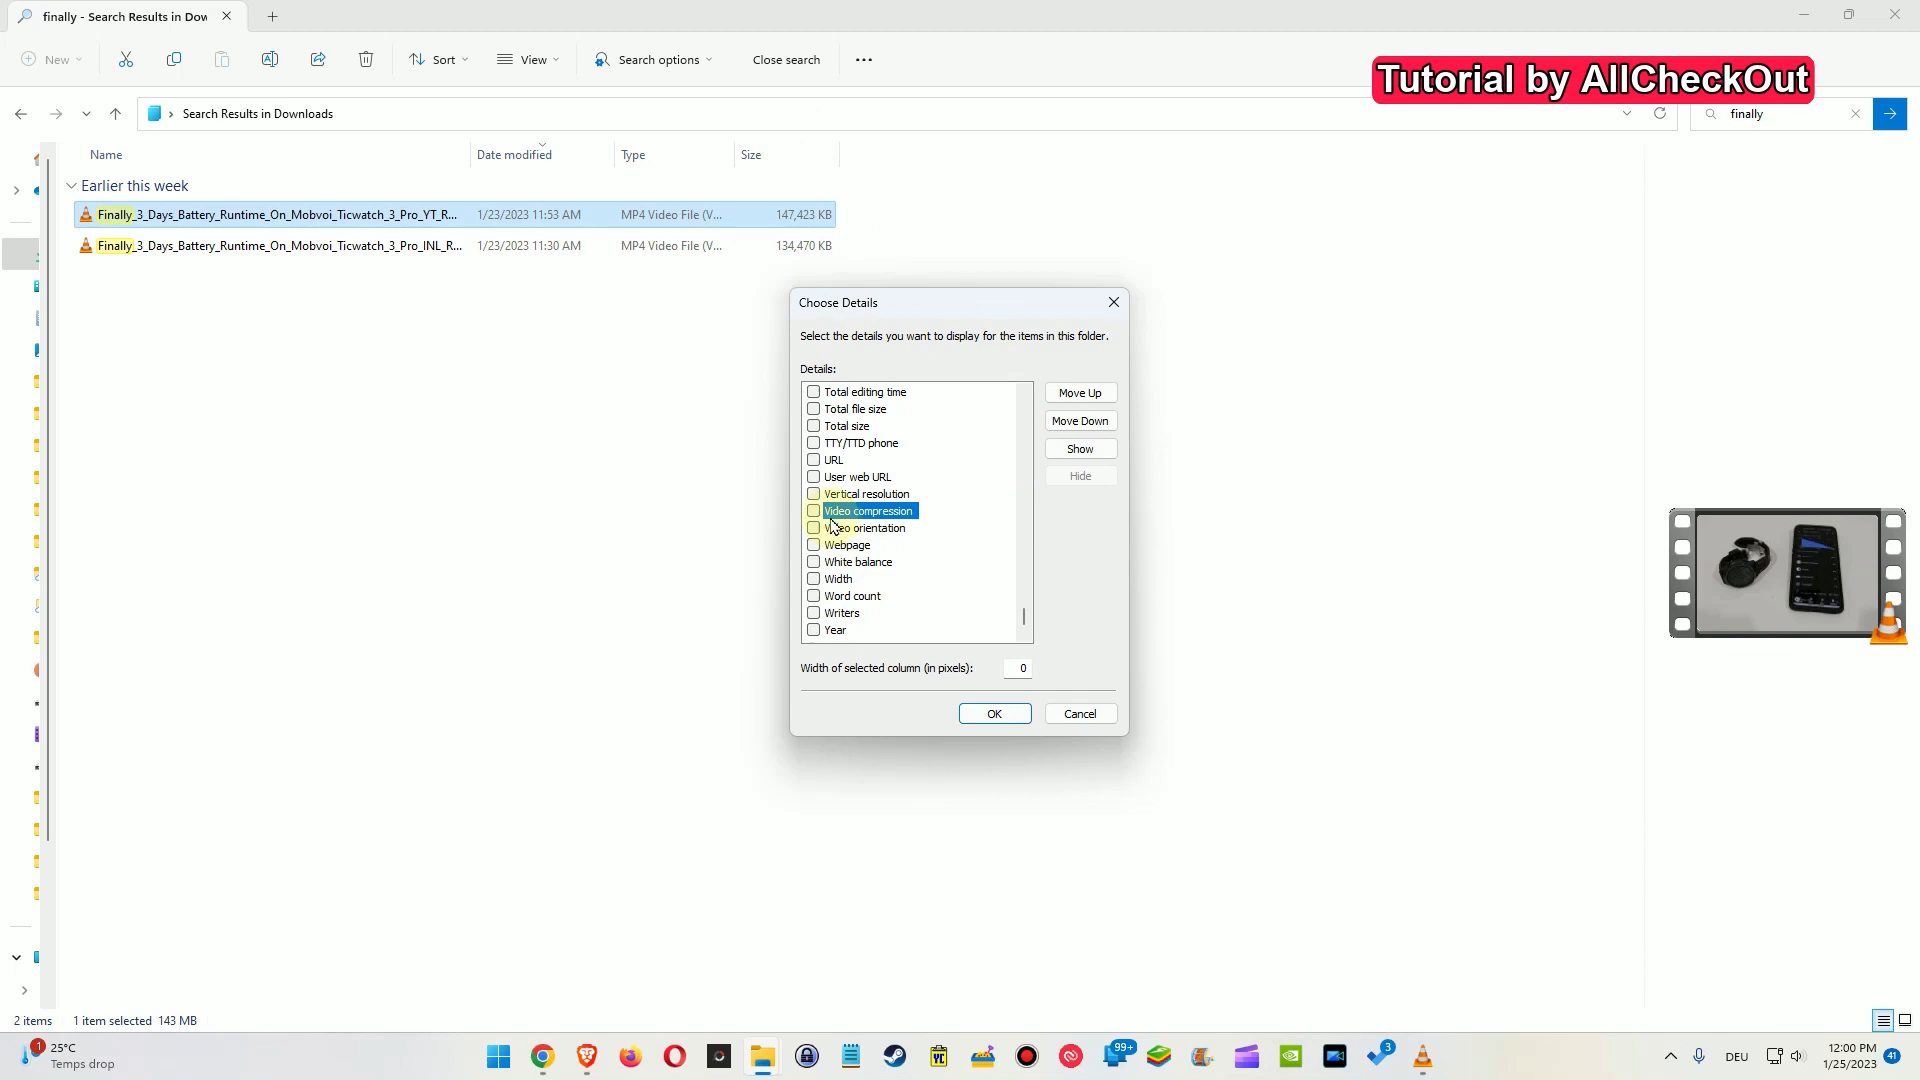 finally - Search Results in Dow
New
Sort
View
Search options
Close search
Tutorial by AllCheckOut
Search Results in Downloads
finally
Name
Date modified
Type
Size
Earlier this week
Finally_3_Days_Battery_Runtime_On_Mobvoi_Ticwatch_3_Pro_YT_R... 1/23/2023 11:53 AM MP4 Video File (V... 147,423 KB
Finally_3_Days_Battery_Runtime_On_Mobvoi_Ticwatch_3_Pro_INL_R... 1/23/2023 11:30 AM MP4 Video File (V... 134,470 KB
Choose Details
Select the details you want to display for the items in this folder.
Details:
Total editing time
Total file size
Total size
TTY/TTD phone
URL
User web URL
Vertical resolution
Video compression
Video orientation
Webpage
White balance
Width
Word count
Writers
Year
Move Up
Move Down
Show
Hide
Width of selected column (in pixels): 0
OK
Cancel
2 items 1 item selected 143 MB
1
25°C
Temps drop
YC
99+
3
DEU
12:00 PM
1/25/2023
41